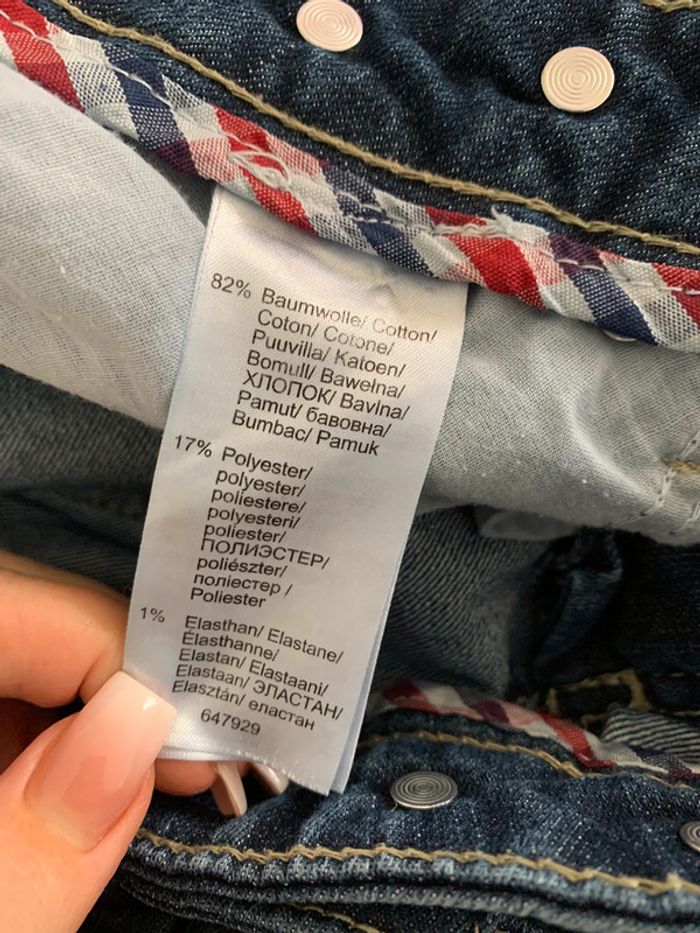 82% Baumwolle/ Cotton/
Coton/ Cotone/
Puuvilla/ Katoen/
Bomull/ Bawełna/
ХЛОПОК/ Bavlna/
Pamut/ бавовна/
Bumbac/ Pamuk
17% Polyester/
polyester/
poliestere/
polyesteri/
poliester/
ПОЛИЭСТЕР/
poliészter/
поліестер /
Poliester
1% Elasthan/ Elastane/
Élasthanne/
Elastan/ Elastaani/
Elastaan/ ЭЛАСТАН/
Elasztán/ еластан
647929